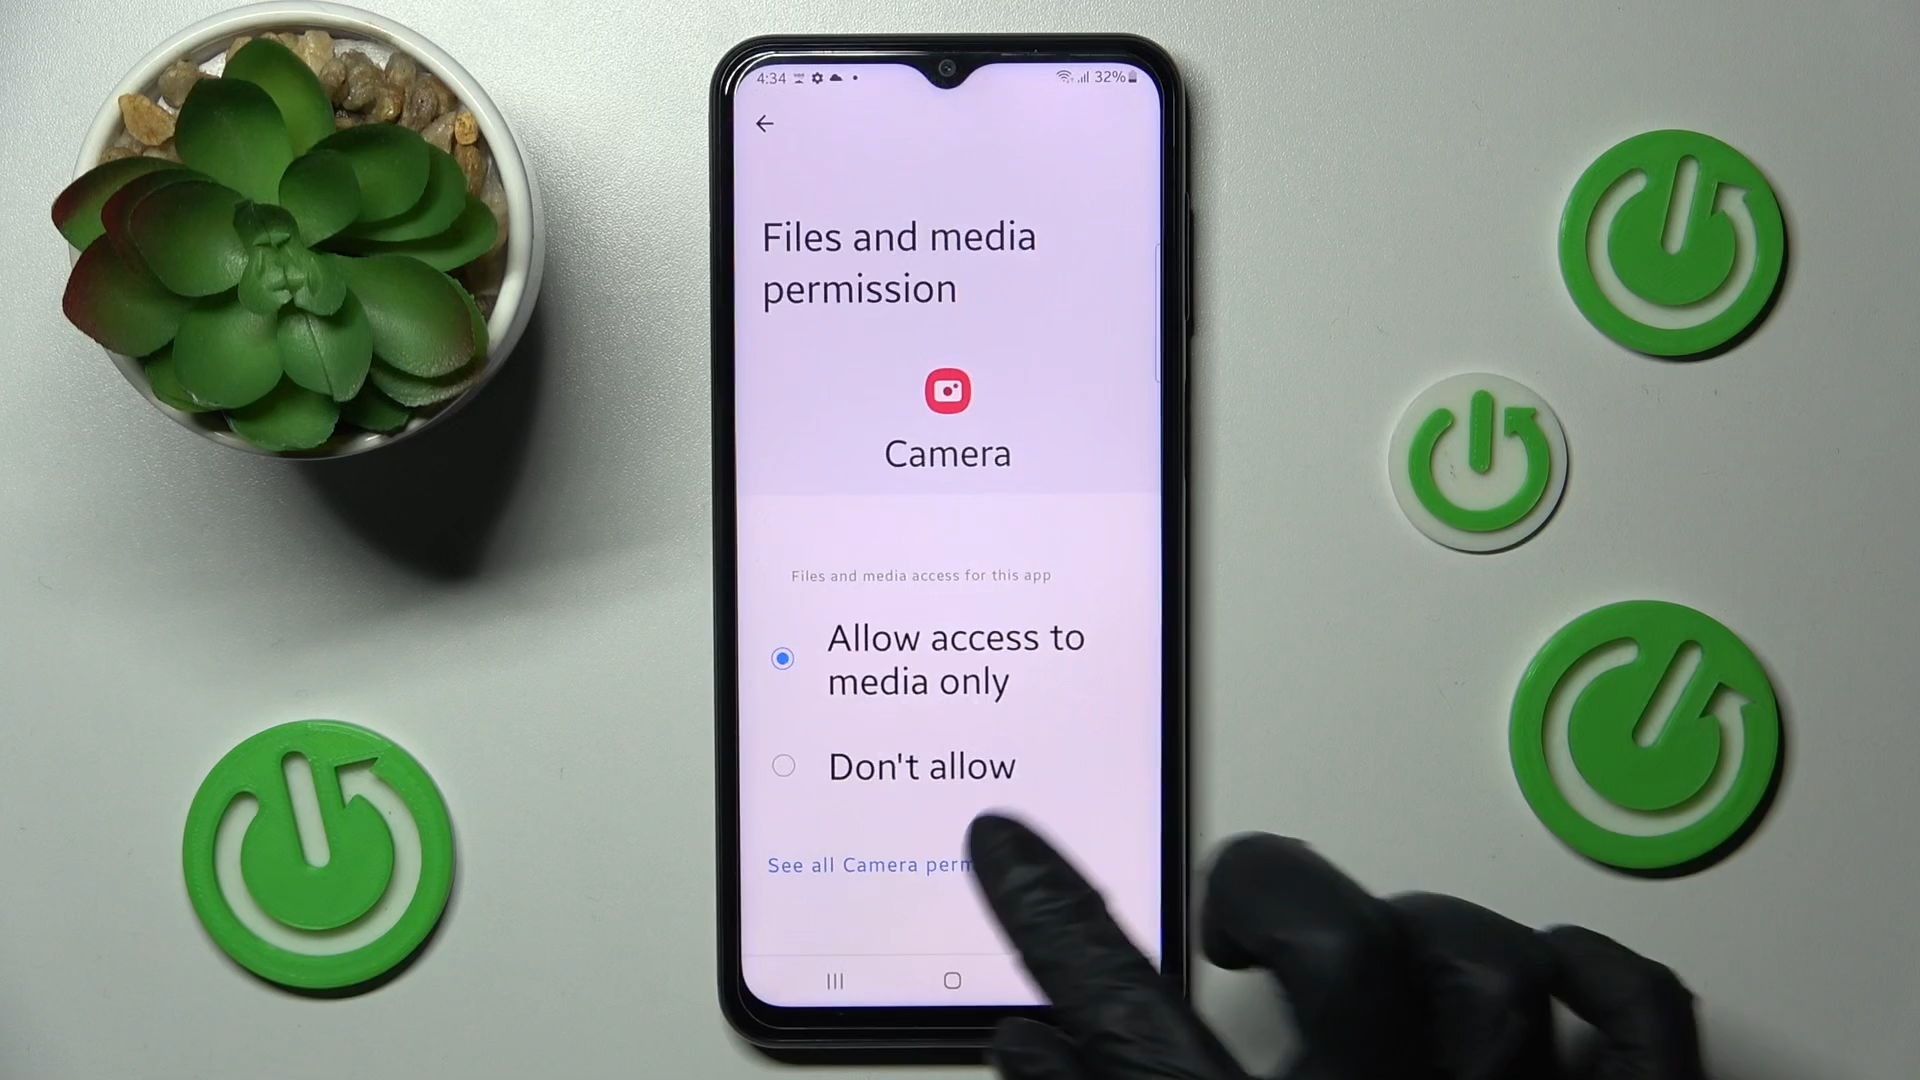 4:34
32%
Files and media
permission
Camera
Files and media access for this app
Allow access to
media only
Don't allow
See all Camera